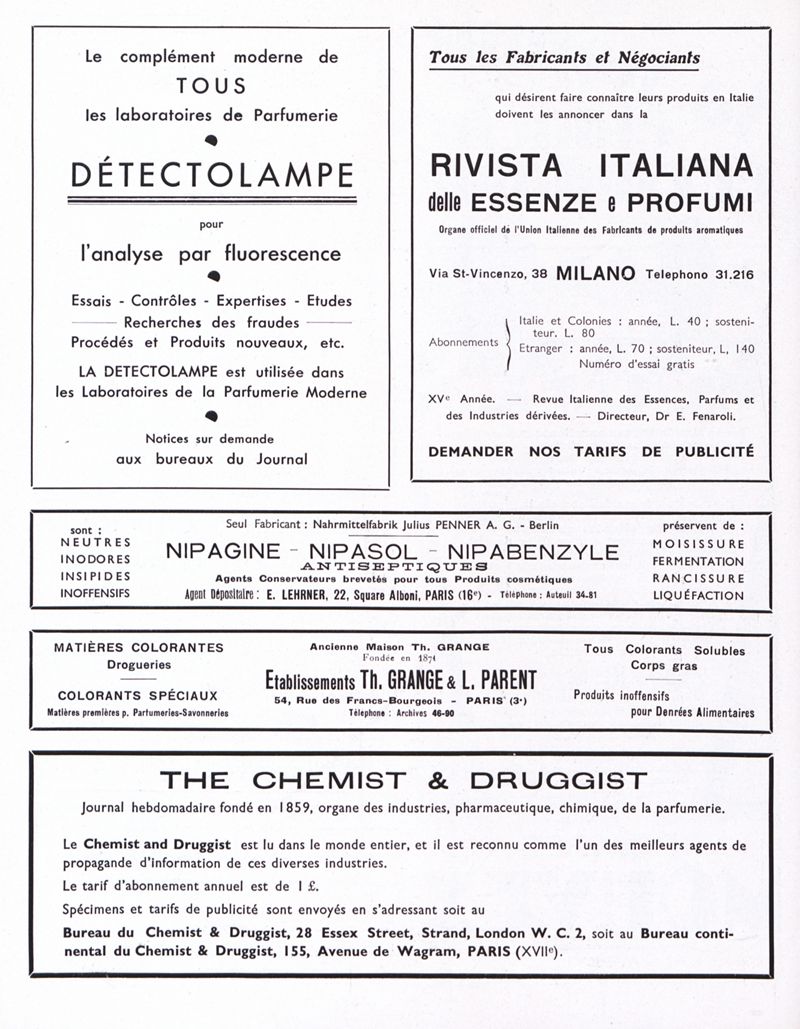 Le complément moderne de
TOUS
les laboratoires de Parfumerie
DÉTECTOLAMPE
pour
l'analyse par fluorescence
Essais - Contrôles - Expertises - Etudes
Recherches des fraudes
Procédés et Produits nouveaux, etc.
LA DETECTOLAMPE est utilisée dans
les Laboratoires de la Parfumerie Moderne
Notices sur demande
aux bureaux du Journal
Tous les Fabricants et Négociants
qui désirent faire connaître leurs produits en Italie
doivent les annoncer dans la
RIVISTA ITALIANA
delle ESSENZE e PROFUMI
Organe officiel de l'Union Italienne des Fabricants de produits aromatiques
Via St-Vincenzo, 38 MILANO Telephono 31.216
Abonnements
Italie et Colonies : année, L. 40 ; sosteni-
teur. L. 80
Etranger : année, L. 70 ; sosteniteur, L, 140
Numéro d'essai gratis
XVe Année. — Revue Italienne des Essences, Parfums et
des Industries dérivées. — Directeur, Dr E. Fenaroli.
DEMANDER NOS TARIFS DE PUBLICITÉ
sont :
NEUTRES
INODORES
INSIPIDES
INOFFENSIFS
Seul Fabricant : Nahrmittelfabrik Julius PENNER A. G. - Berlin
NIPAGINE - NIPASOL - NIPABENZYLE
ANTISEPTIQUES
Agents Conservateurs brevetés pour tous Produits cosmétiques
Agent Dépositaire : E. LEHRNER, 22, Square Alboni, PARIS (16e) - Téléphone : Auteuil 34.81
préservent de :
MOISISSURE
FERMENTATION
RANCISSURE
LIQUÉFACTION
MATIÈRES COLORANTES
Drogueries
COLORANTS SPÉCIAUX
Matières premières p. Parfumeries-Savonneries
Ancienne Maison Th. GRANGE
Fondée en 1871
Etablissements Th. GRANGE & L. PARENT
54, Rue des Francs-Bourgeois - PARIS (3e)
Téléphone : Archives 46-90
Tous Colorants Solubles
Corps gras
Produits inoffensifs
pour Denrées Alimentaires
THE CHEMIST & DRUGGIST
Journal hebdomadaire fondé en 1859, organe des industries, pharmaceutique, chimique, de la parfumerie.
Le Chemist and Druggist est lu dans le monde entier, et il est reconnu comme l'un des meilleurs agents de
propagande d'information de ces diverses industries.
Le tarif d'abonnement annuel est de 1 £.
Spécimens et tarifs de publicité sont envoyés en s'adressant soit au
Bureau du Chemist & Druggist, 28 Essex Street, Strand, London W. C. 2, soit au Bureau conti-
nental du Chemist & Druggist, 155, Avenue de Wagram, PARIS (XVIIe).